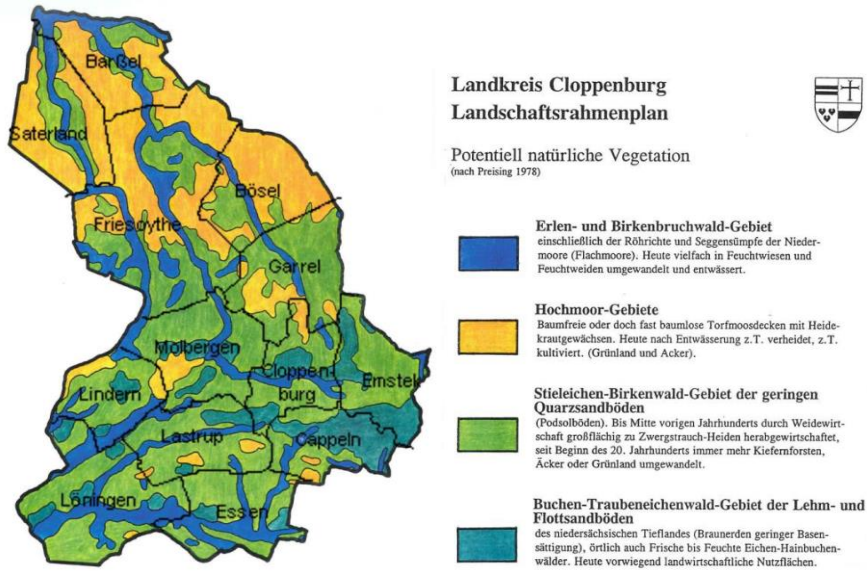 Barßel
Saterland
Bösel
Friesoythe
Garrel
Molbergen
Cloppen-
burg
Emstek
Lindern
Lastrup
Cappeln
Löningen
Essen
Landkreis Cloppenburg
Landschaftsrahmenplan
Potentiell natürliche Vegetation
(nach Preising 1978)
Erlen- und Birkenbruchwald-Gebiet
einschließlich der Röhrichte und Seggensümpfe der Nieder-
moore (Flachmoore). Heute vielfach in Feuchtwiesen und
Feuchtweiden umgewandelt und entwässert.
Hochmoor-Gebiete
Baumfreie oder doch fast baumlose Torfmoosdecken mit Heide-
krautgewächsen. Heute nach Entwässerung z.T. verheidet, z.T.
kultiviert. (Grünland und Acker).
Stieleichen-Birkenwald-Gebiet der geringen
Quarzsandböden
(Podsolböden). Bis Mitte vorigen Jahrhunderts durch Weidewirt-
schaft großflächig zu Zwergstrauch-Heiden herabgewirtschaftet,
seit Beginn des 20. Jahrhunderts immer mehr Kiefernforsten,
Äcker oder Grünland umgewandelt.
Buchen-Traubeneichenwald-Gebiet der Lehm- und
Flottsandböden
des niedersächsischen Tieflandes (Braunerden geringer Basen-
sättigung), örtlich auch Frische bis Feuchte Eichen-Hainbuchen-
wälder. Heute vorwiegend landwirtschaftliche Nutzflächen.